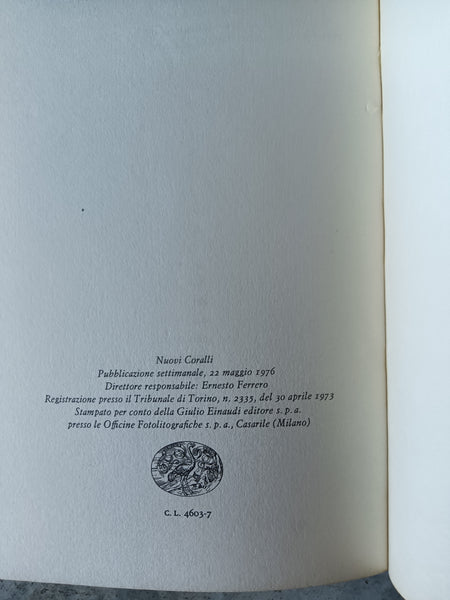 Nuovi Coralli
Pubblicazione settimanale, 22 maggio 1976
Direttore responsabile: Ernesto Ferrero
Registrazione presso il Tribunale di Torino, n. 2335, del 30 aprile 1973
Stampato per conto della Giulio Einaudi editore s. p. a.
presso le Officine Fotolitografiche s. p. a., Casarile (Milano)
C. L. 4603-7